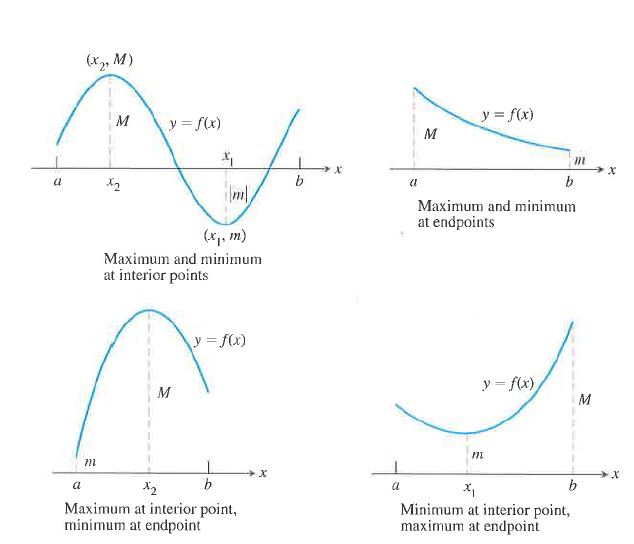 (x₂, M)
M
y = f(x)
x₁
x
a
x₂
b
|m|
(x₁, m)
Maximum and minimum
at interior points
y = f(x)
M
m
x
a
b
Maximum and minimum
at endpoints
y = f(x)
M
m
x
a
x₂
b
Maximum at interior point,
minimum at endpoint
y = f(x)
M
m
x
a
x₁
b
Minimum at interior point,
maximum at endpoint